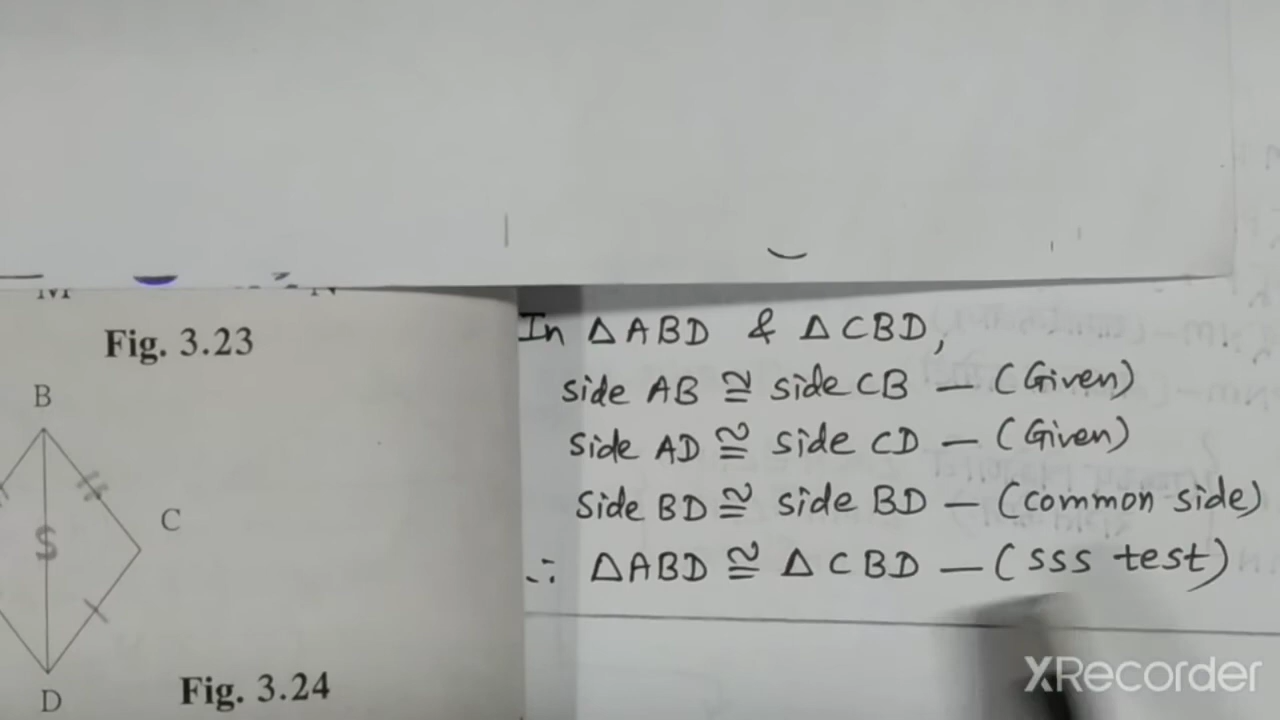 Fig. 3.23
B
C
D
Fig. 3.24
In △ABD & △CBD,
side AB ≅ side CB — (Given)
side AD ≅ side CD — (Given)
side BD ≅ side BD — (common side)
∴ △ABD ≅ △CBD — (sss test)
XRecorder